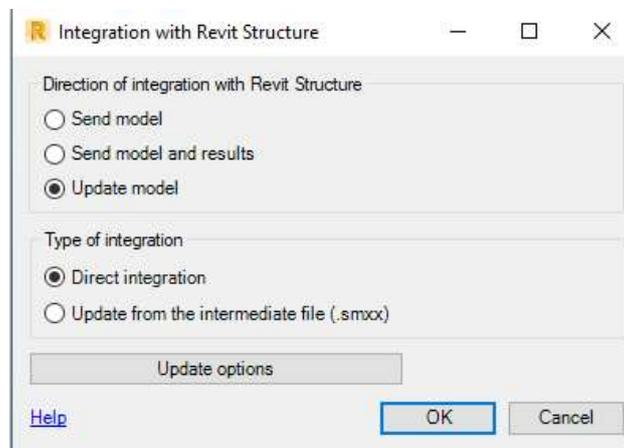 Integration with Revit Structure
Direction of integration with Revit Structure
Send model
Send model and results
Update model
Type of integration
Direct integration
Update from the intermediate file (.smxx)
Update options
Help
OK
Cancel